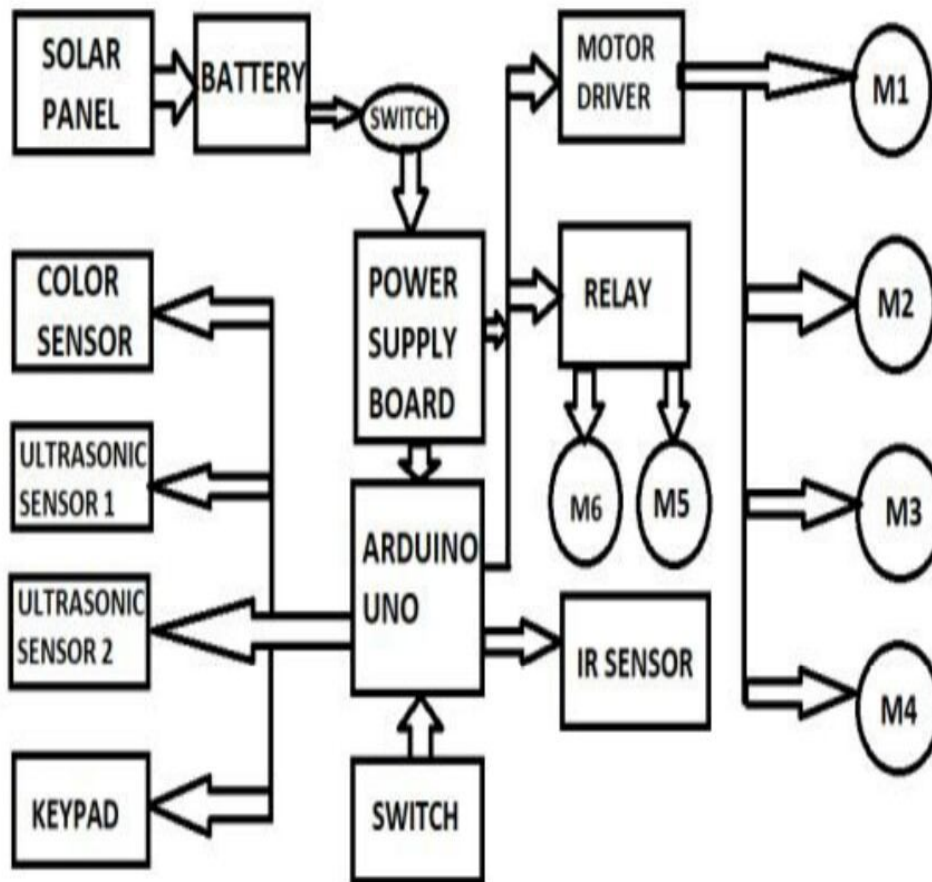 SOLAR
PANEL
BATTERY
SWITCH
MOTOR
DRIVER
M1
COLOR
SENSOR
POWER
SUPPLY
BOARD
RELAY
M2
ULTRASONIC
SENSOR 1
M6
M5
M3
ARDUINO
UNO
ULTRASONIC
SENSOR 2
IR SENSOR
M4
KEYPAD
SWITCH